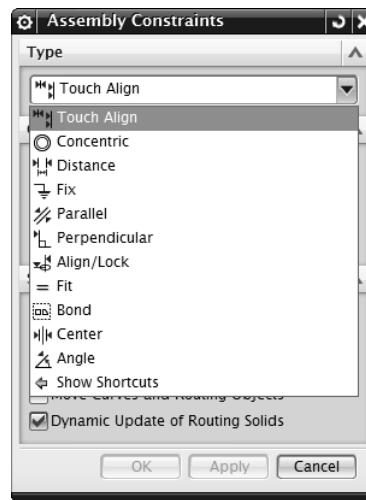 Assembly Constraints
Type
Touch Align
Touch Align
Concentric
Distance
Fix
Parallel
Perpendicular
Align/Lock
Fit
Bond
Center
Angle
Show Shortcuts
Move Curves and Routing Objects
Dynamic Update of Routing Solids
OK Apply Cancel